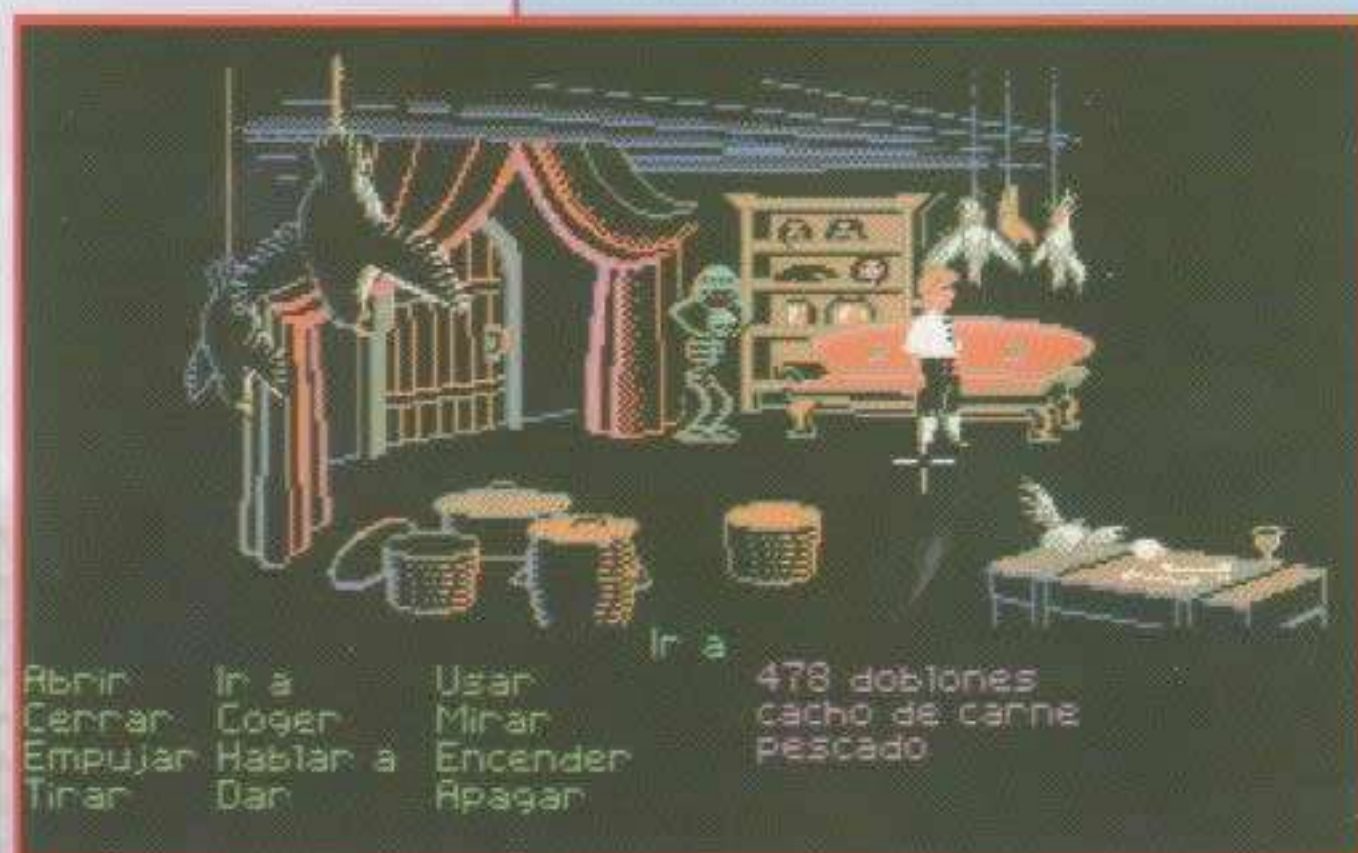 Ir a
Abrir Ir a Usar 478 doblones
Cerrar Coger Mirar cacho de carne
Empujar Hablar a Encender pescado
Tirar Dar Apagar